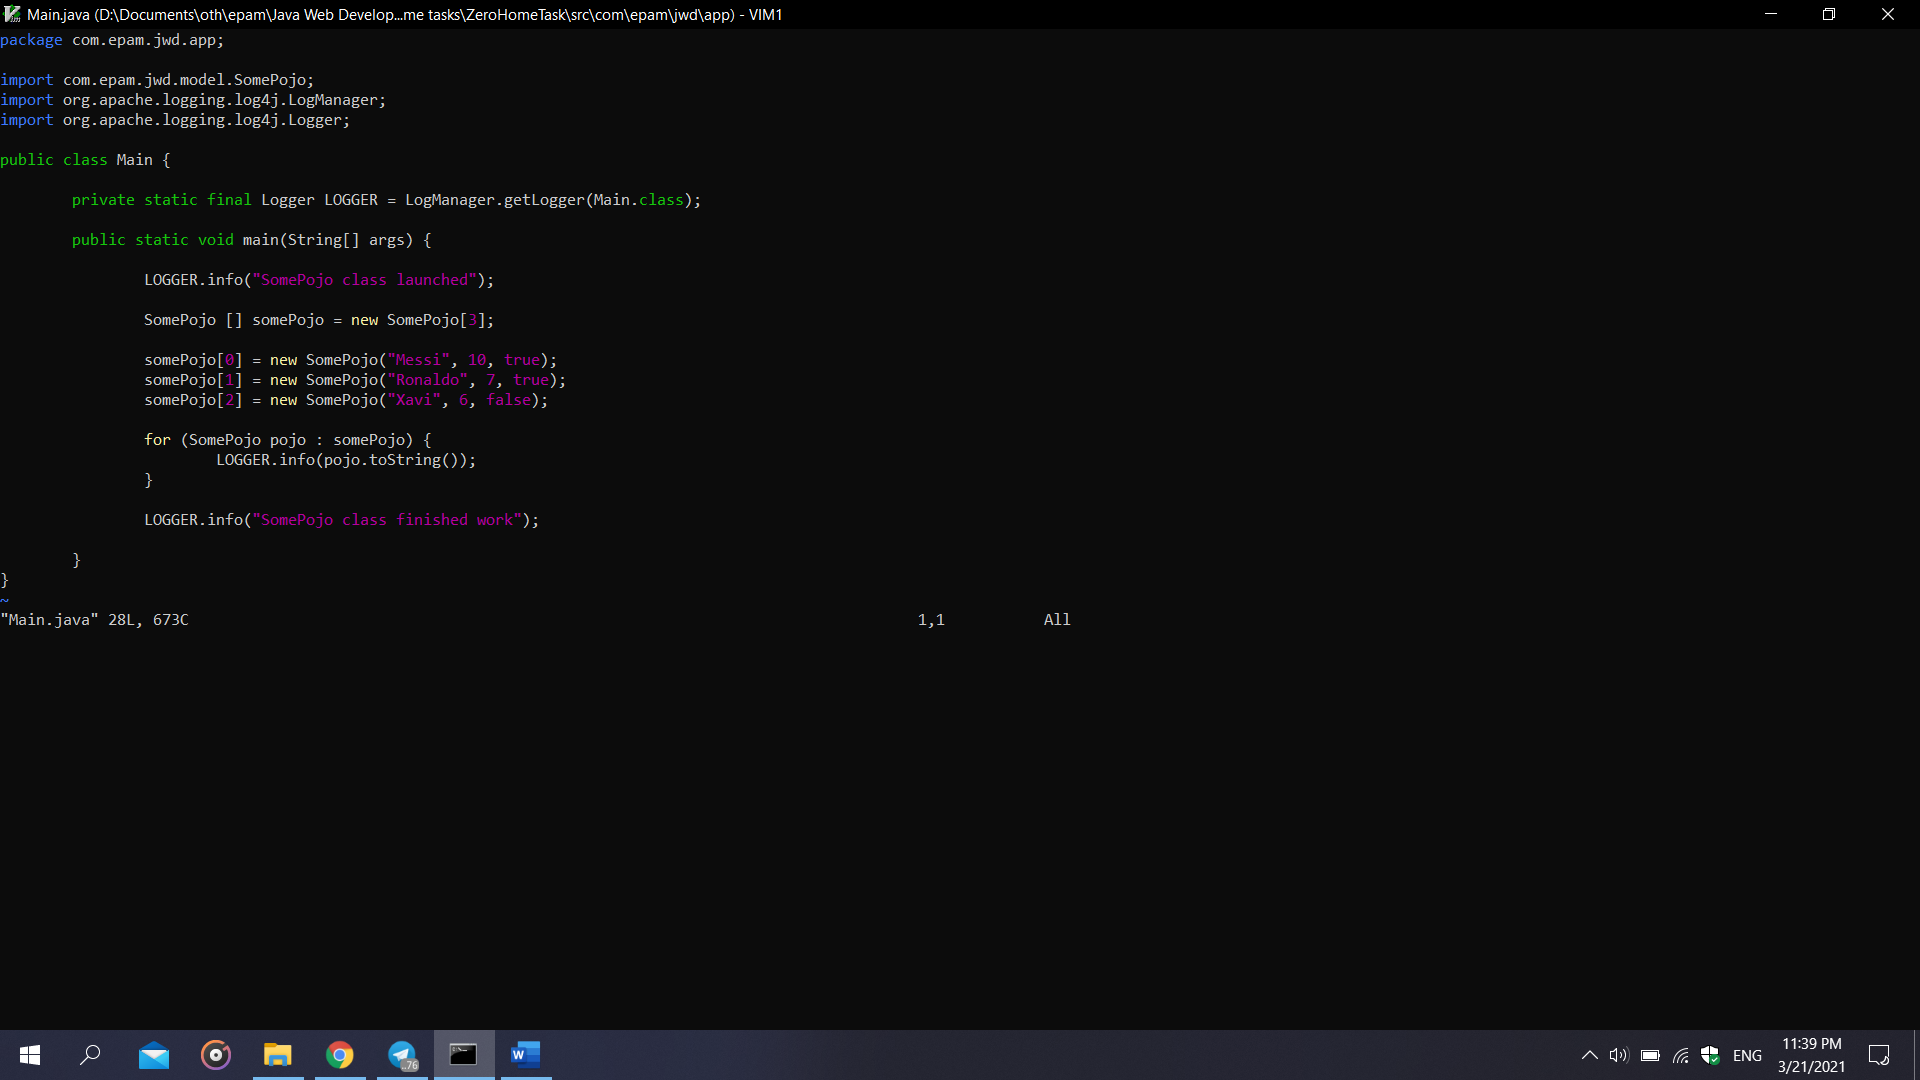 Main.java (D:\Documents\oth\epam\Java Web Develop...me tasks\ZeroHomeTask\src\com\epam\jwd\app) - VIM1
package com.epam.jwd.app;

import com.epam.jwd.model.SomePojo;
import org.apache.logging.log4j.LogManager;
import org.apache.logging.log4j.Logger;

public class Main {

        private static final Logger LOGGER = LogManager.getLogger(Main.class);

        public static void main(String[] args) {

                LOGGER.info("SomePojo class launched");

                SomePojo [] somePojo = new SomePojo[3];

                somePojo[0] = new SomePojo("Messi", 10, true);
                somePojo[1] = new SomePojo("Ronaldo", 7, true);
                somePojo[2] = new SomePojo("Xavi", 6, false);

                for (SomePojo pojo : somePojo) {
                        LOGGER.info(pojo.toString());
                }

                LOGGER.info("SomePojo class finished work");

        }
}
~
"Main.java" 28L, 673C 1,1 All
..76
W
ENG
11:39 PM
3/21/2021